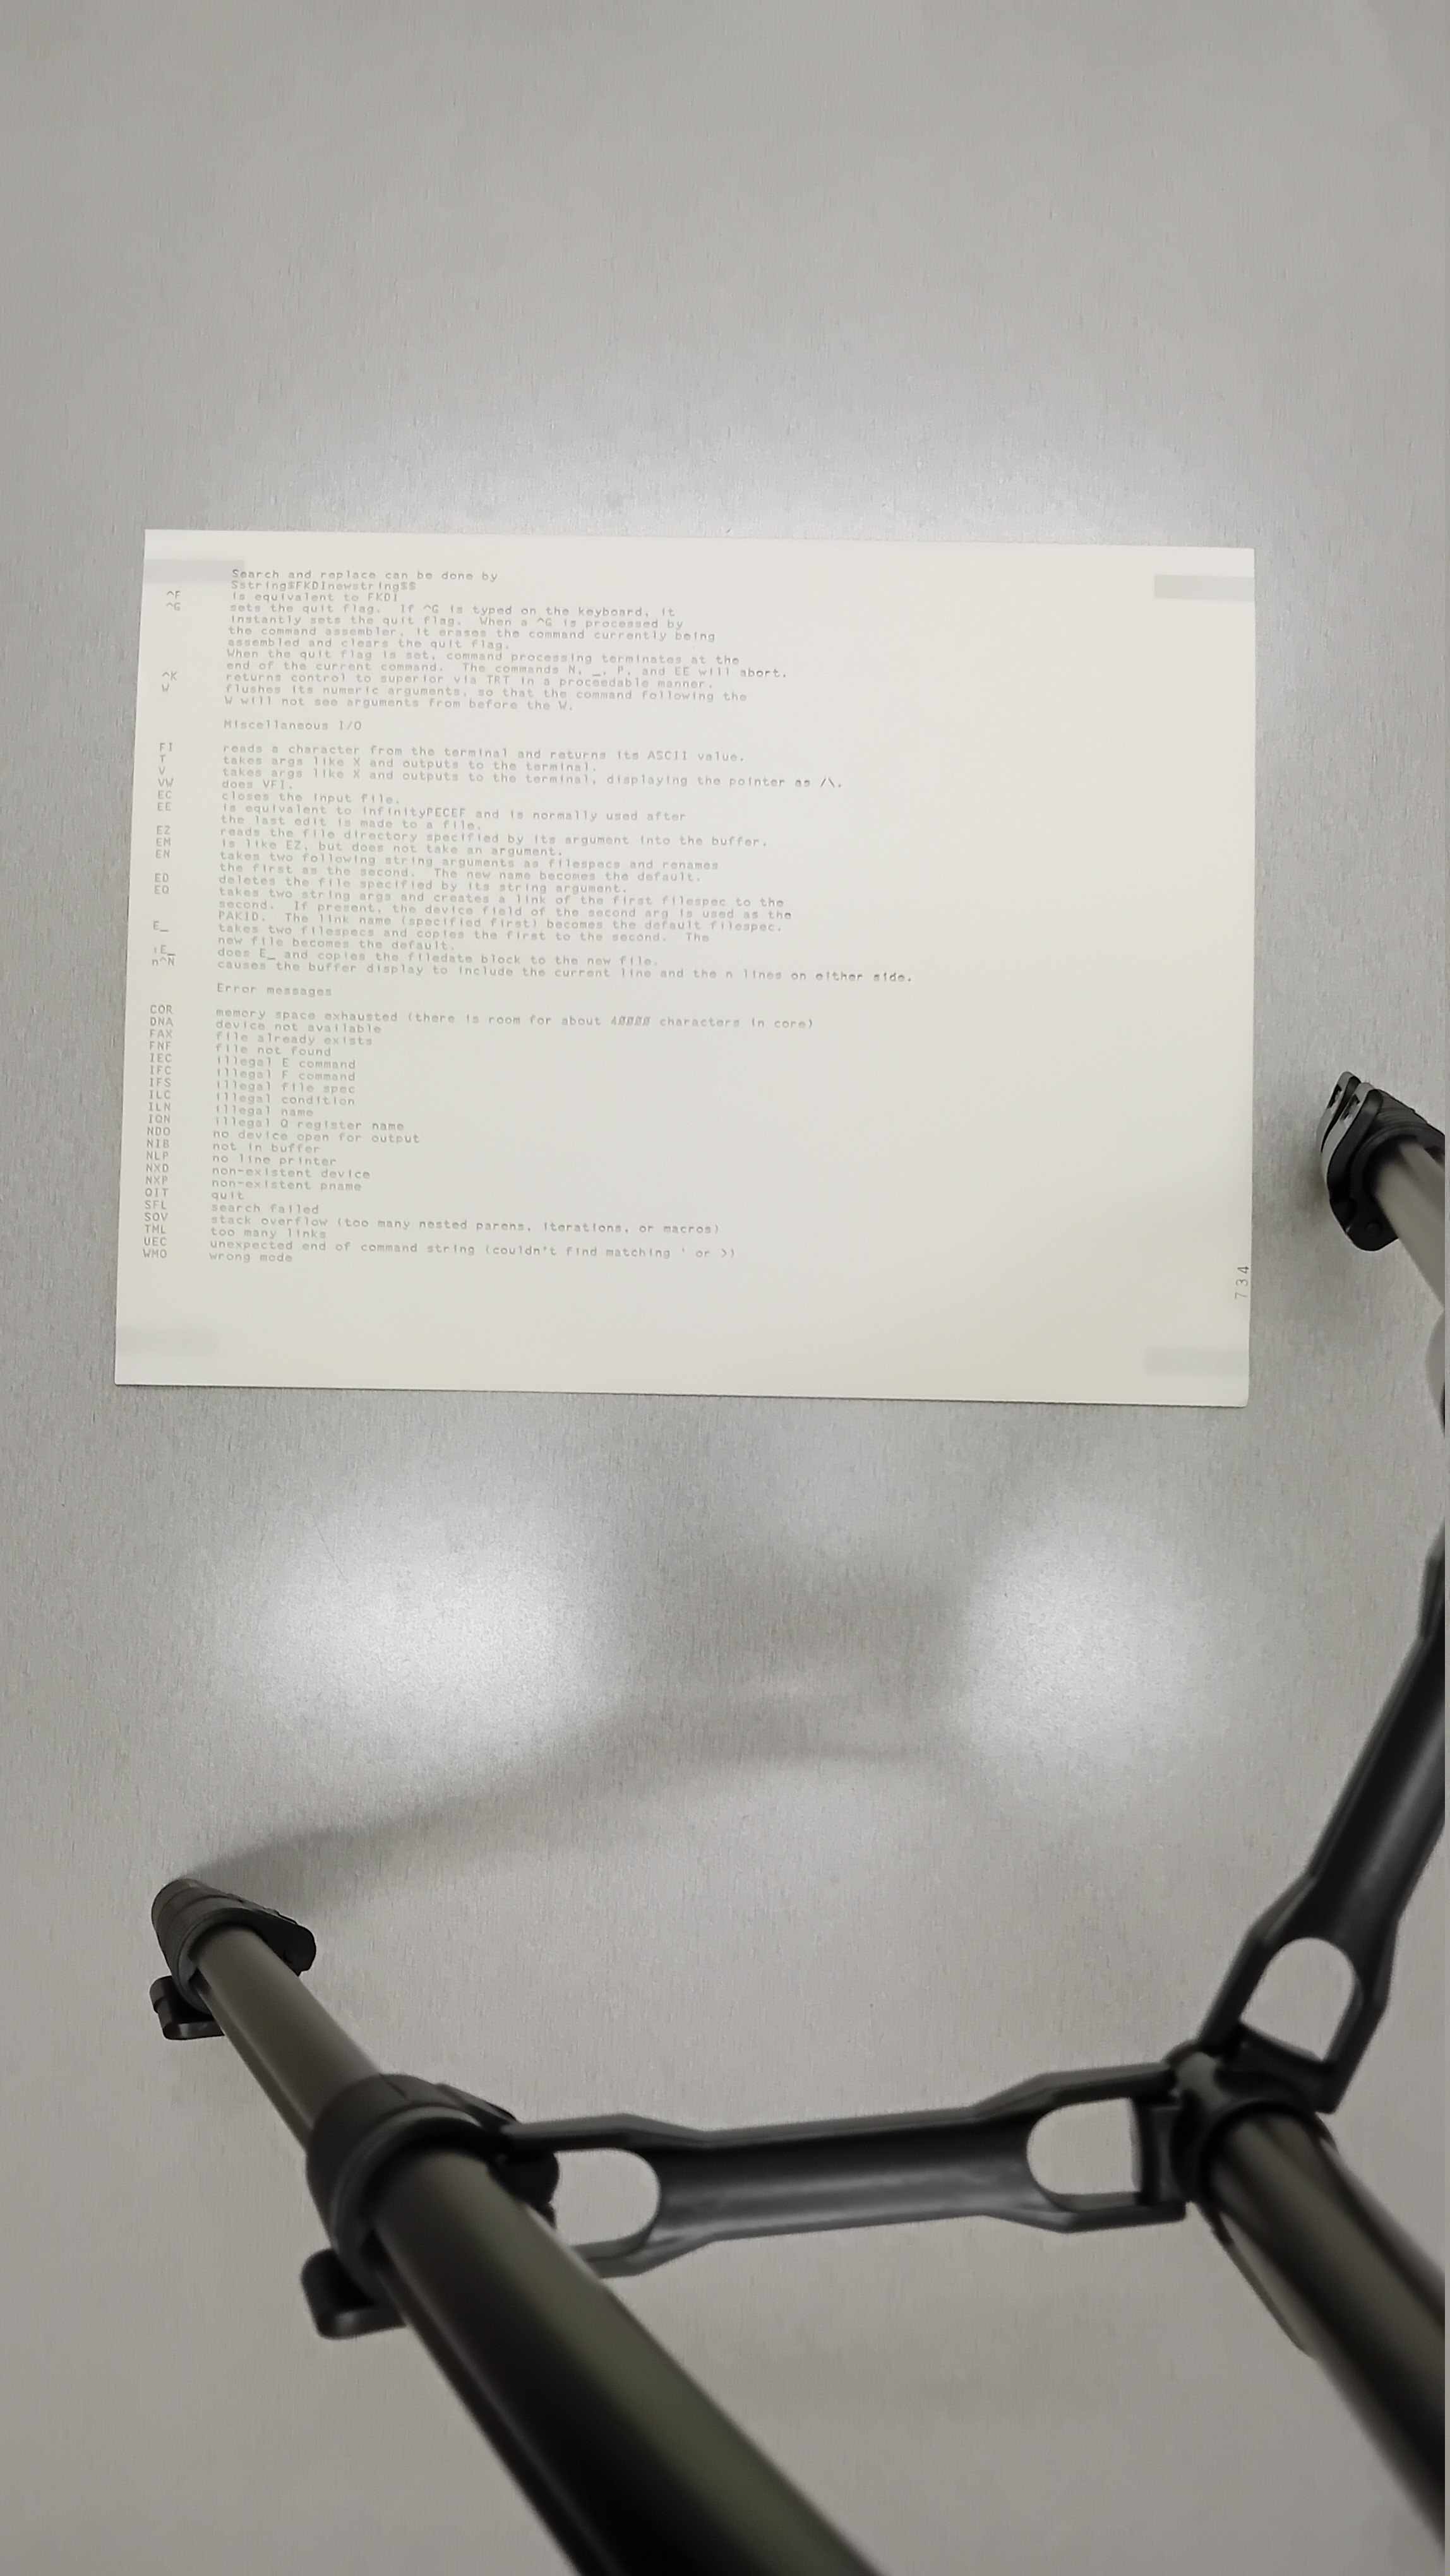 Search and replace can be done by
Sstring$FKDInewstring$$
^F is equivalent to FKDI
^G sets the quit flag. If ^G is typed on the keyboard, it
instantly sets the quit flag. When a ^G is processed by
the command assembler, it erases the command currently being
assembled and clears the quit flag.
When the quit flag is set, command processing terminates at the
end of the current command. The commands N, _, P, and EE will abort.
^K returns control to superior via TRT in a proceedable manner.
W flushes its numeric arguments, so that the command following the
W will not see arguments from before the W.
Miscellaneous I/O
FI reads a character from the terminal and returns its ASCII value.
T takes args like X and outputs to the terminal.
V takes args like X and outputs to the terminal, displaying the pointer as /\.
VW does VFI.
EC closes the input file.
EE is equivalent to infinityPECEF and is normally used after
the last edit is made to a file.
EZ reads the file directory specified by its argument into the buffer.
EM is like EZ, but does not take an argument.
EN takes two following string arguments as filespecs and renames
the first as the second. The new name becomes the default.
ED deletes the file specified by its string argument.
EO takes two string args and creates a link of the first filespec to the
second. If present, the device field of the second arg is used as the
PAKID. The link name (specified first) becomes the default filespec.
E_ takes two filespecs and copies the first to the second. The
new file becomes the default.
:E_ does E_ and copies the filedate block to the new file.
n^N causes the buffer display to include the current line and the n lines on either side.
Error messages
COR memory space exhausted (there is room for about 40000 characters in core)
DNA device not available
FAX file already exists
FNF file not found
IEC illegal E command
IFC illegal F command
IFS illegal file spec
ILC illegal condition
ILN illegal name
IQN illegal Q register name
NDO no device open for output
NIB not in buffer
NLP no line printer
NXD non-existent device
NXP non-existent pname
QIT quit
SFL search failed
SOV stack overflow (too many nested parens, iterations, or macros)
TML too many links
UEC unexpected end of command string (couldn't find matching ' or >)
WMO wrong mode
734